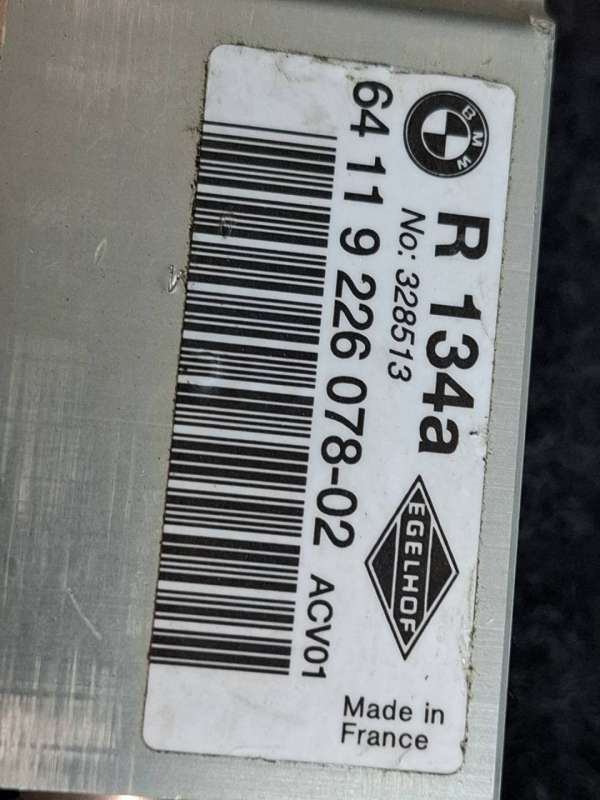 BMW
R 134a
No: 328513
EGELHOF
64 11 9 226 078-02 ACV01
Made in
France